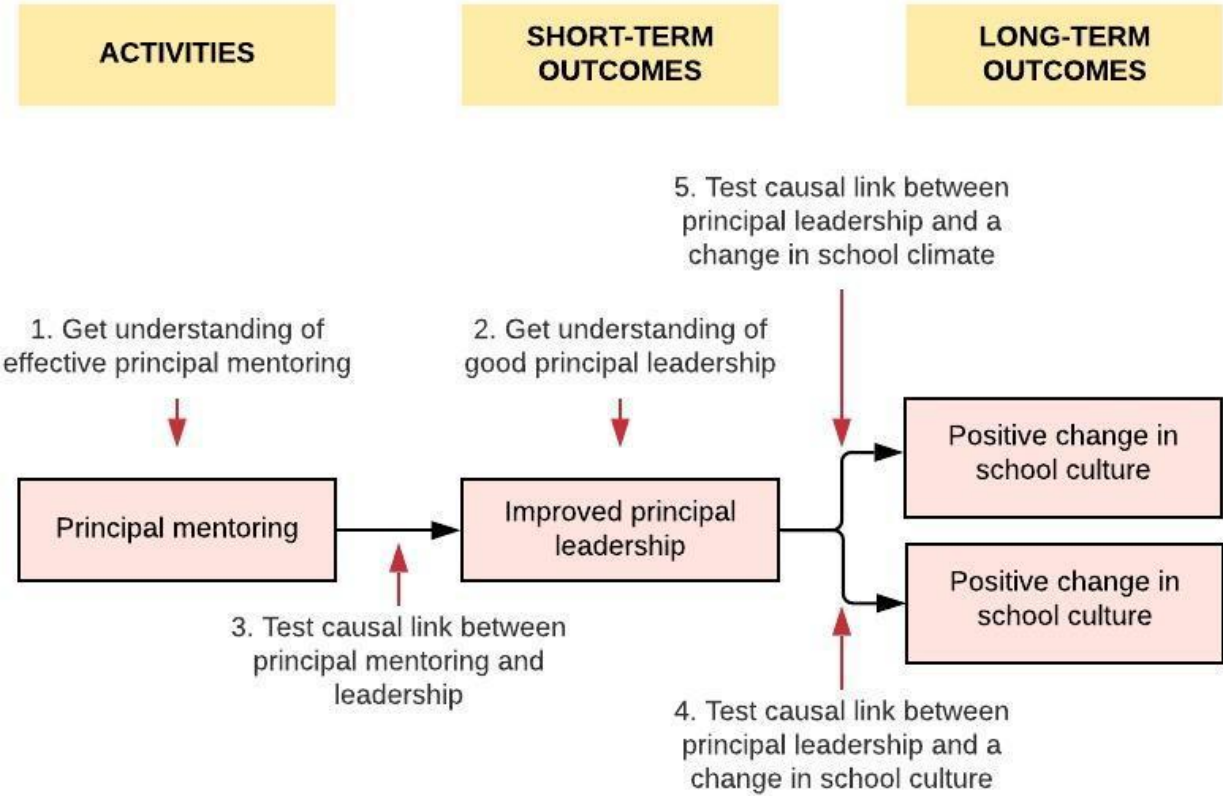 ACTIVITIES
SHORT-TERM
OUTCOMES
LONG-TERM
OUTCOMES
5. Test causal link between
principal leadership and a
change in school climate
1. Get understanding of
effective principal mentoring
2. Get understanding of
good principal leadership
Positive change in
school culture
Principal mentoring
Improved principal
leadership
Positive change in
school culture
3. Test causal link between
principal mentoring and
leadership
4. Test causal link between
principal leadership and a
change in school culture